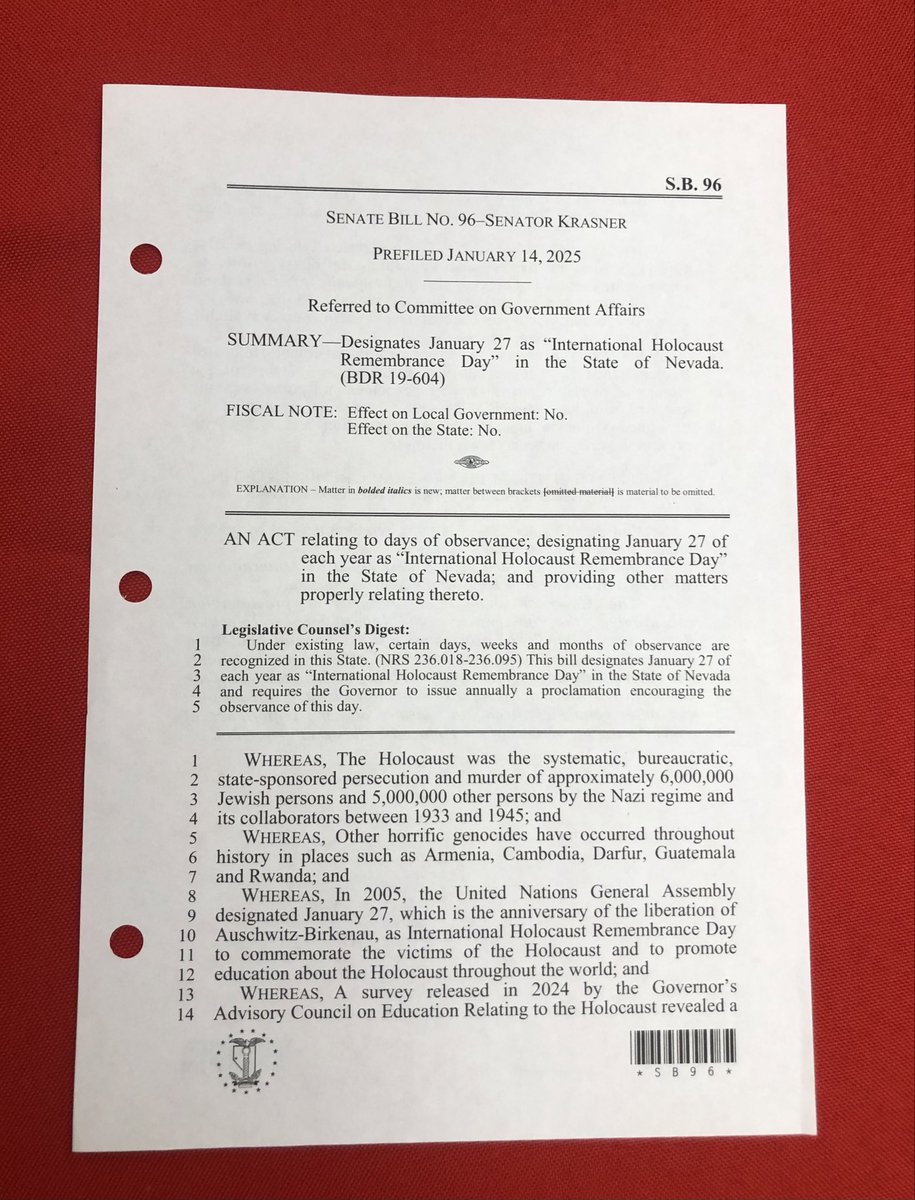 S.B. 96
SENATE BILL NO. 96–SENATOR KRASNER
PREFILED JANUARY 14, 2025
Referred to Committee on Government Affairs
SUMMARY—Designates January 27 as “International Holocaust
Remembrance Day” in the State of Nevada.
(BDR 19-604)
FISCAL NOTE: Effect on Local Government: No.
Effect on the State: No.
EXPLANATION – Matter in bolded italics is new; matter between brackets [omitted material] is material to be omitted.
AN ACT relating to days of observance; designating January 27 of
each year as “International Holocaust Remembrance Day”
in the State of Nevada; and providing other matters
properly relating thereto.
Legislative Counsel’s Digest:
1 Under existing law, certain days, weeks and months of observance are
2 recognized in this State. (NRS 236.018-236.095) This bill designates January 27 of
3 each year as “International Holocaust Remembrance Day” in the State of Nevada
4 and requires the Governor to issue annually a proclamation encouraging the
5 observance of this day.
1 WHEREAS, The Holocaust was the systematic, bureaucratic,
2 state-sponsored persecution and murder of approximately 6,000,000
3 Jewish persons and 5,000,000 other persons by the Nazi regime and
4 its collaborators between 1933 and 1945; and
5 WHEREAS, Other horrific genocides have occurred throughout
6 history in places such as Armenia, Cambodia, Darfur, Guatemala
7 and Rwanda; and
8 WHEREAS, In 2005, the United Nations General Assembly
9 designated January 27, which is the anniversary of the liberation of
10 Auschwitz-Birkenau, as International Holocaust Remembrance Day
11 to commemorate the victims of the Holocaust and to promote
12 education about the Holocaust throughout the world; and
13 WHEREAS, A survey released in 2024 by the Governor’s
14 Advisory Council on Education Relating to the Holocaust revealed a
* S B 9 6 *